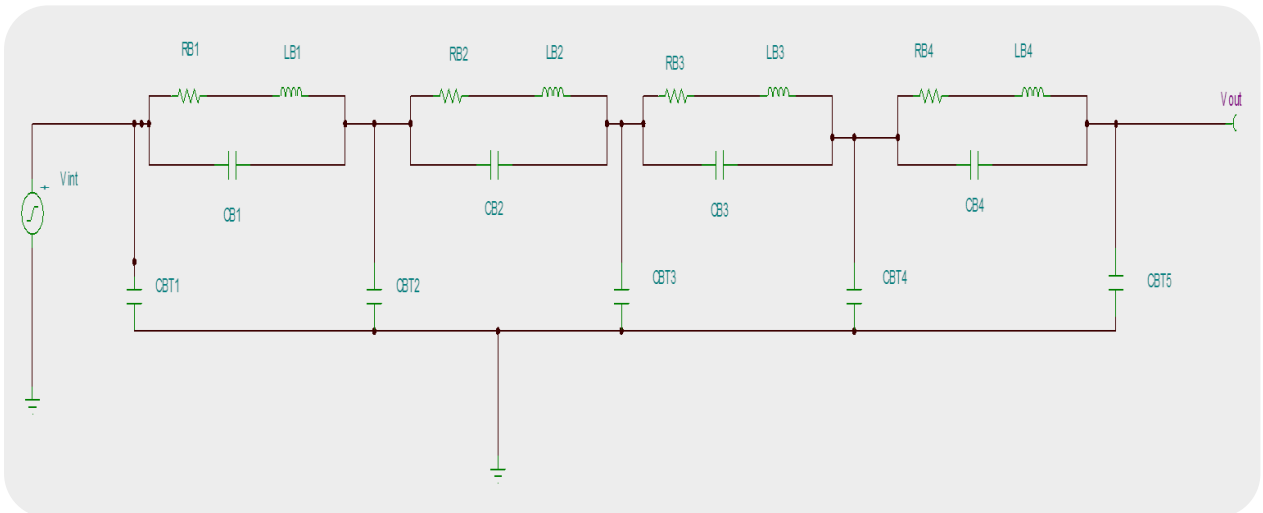 RB1
LB1
RB2
LB2
RB3
LB3
RB4
LB4
Vout
+
Vint
CB1
CB2
CB3
CB4
CBT1
CBT2
CBT3
CBT4
CBT5